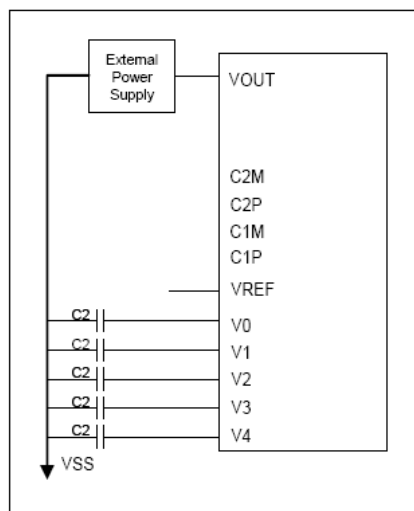 External
Power
Supply
VOUT
C2M
C2P
C1M
C1P
VREF
C2 V0
C2 V1
C2 V2
C2 V3
C2 V4
VSS